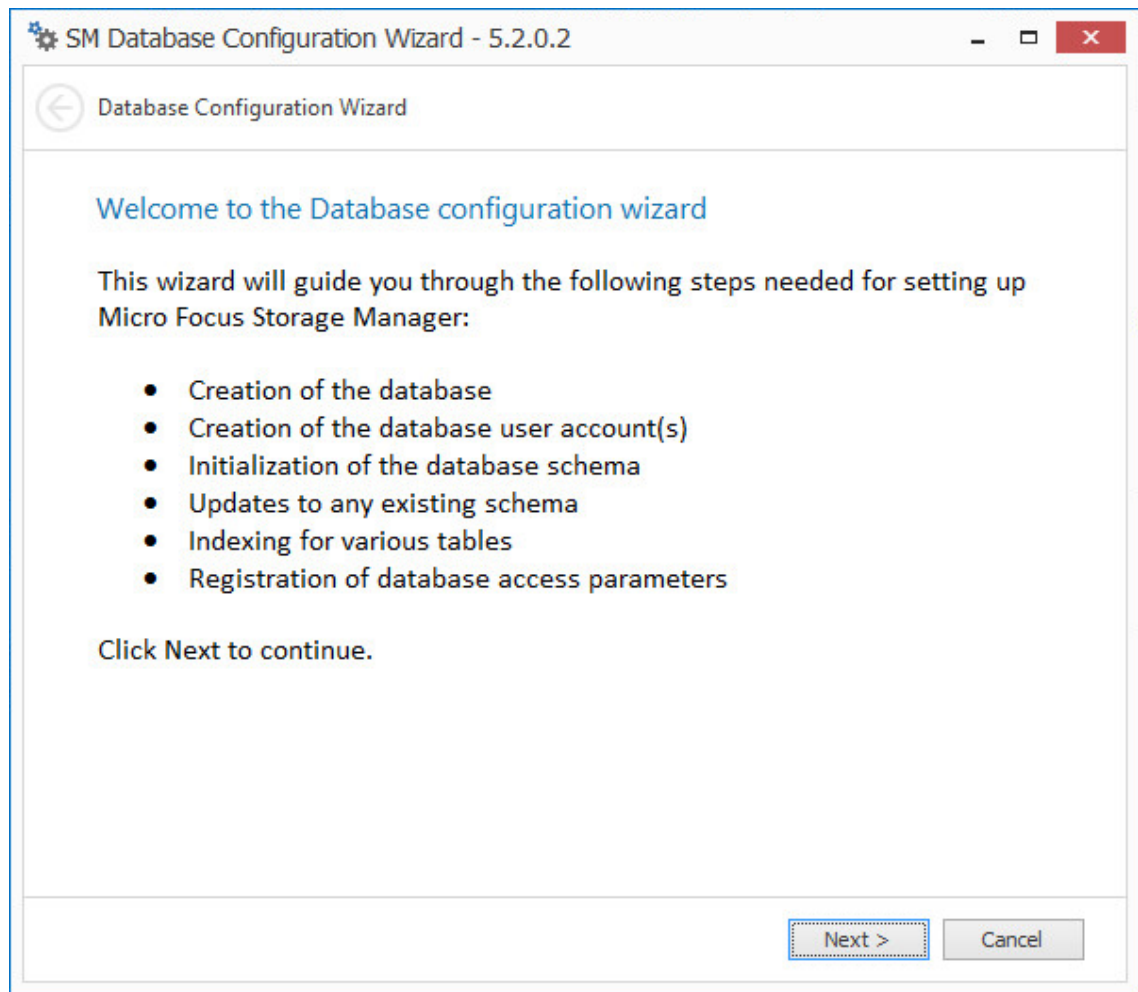 SM Database Configuration Wizard - 5.2.0.2
Database Configuration Wizard
Welcome to the Database configuration wizard
This wizard will guide you through the following steps needed for setting up
Micro Focus Storage Manager:
• Creation of the database
• Creation of the database user account(s)
• Initialization of the database schema
• Updates to any existing schema
• Indexing for various tables
• Registration of database access parameters
Click Next to continue.
Next >
Cancel